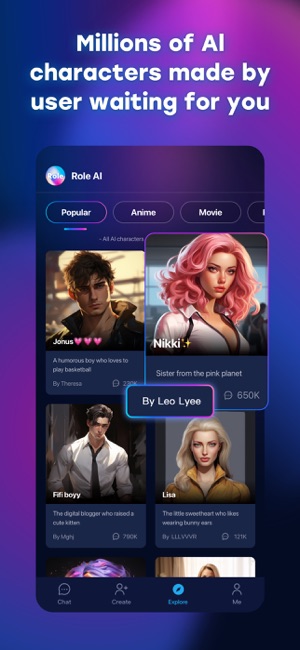 Millions of AI
characters made by
user waiting for you
Role
Role AI
Popular
Anime
Movie
- All AI characters
Jonus💗💗💗
A humorous boy who loves to
play basketball
By Theresa
230K
Nikki✨
Sister from the pink planet
650K
By Leo Lyee
Fifi boyy
The digital blogger who raised a
cute kitten
By Mghj
790K
Lisa
The little sweetheart who likes
wearing bunny ears
By LLLVVVR
121K
Chat
Create
Explore
Me